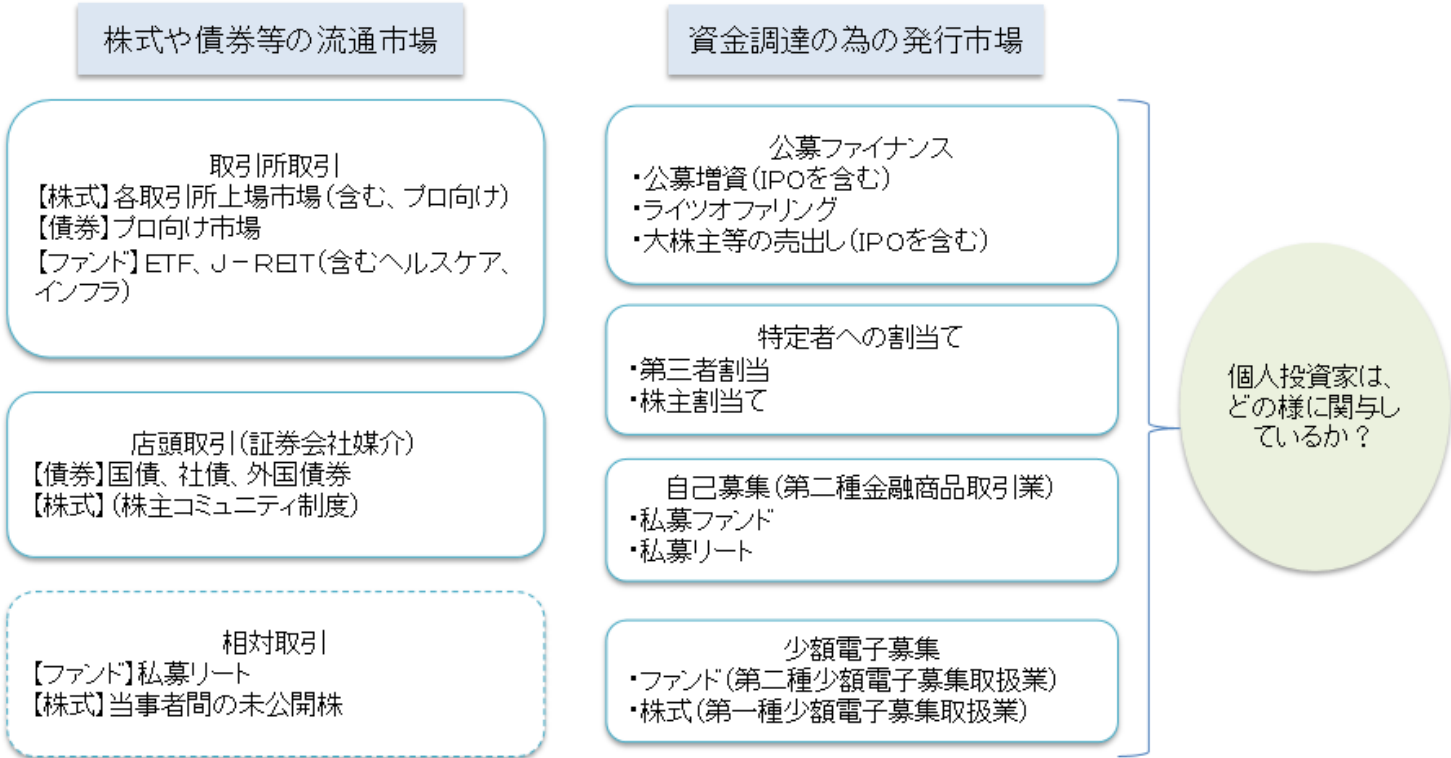 株式や債券等の流通市場
取引所取引
【株式】各取引所上場市場(含む、プロ向け)
【債券】プロ向け市場
【ファンド】ETF、J-REIT(含むヘルスケア、
インフラ)
店頭取引(証券会社媒介)
【債券】国債、社債、外国債券
【株式】(株主コミュニティ制度)
相対取引
【ファンド】私募リート
【株式】当事者間の未公開株
資金調達の為の発行市場
公募ファイナンス
・公募増資(IPOを含む)
・ライツオファリング
・大株主等の売出し(IPOを含む)
特定者への割当て
・第三者割当
・株主割当て
自己募集(第二種金融商品取引業)
・私募ファンド
・私募リート
少額電子募集
・ファンド(第二種少額電子募集取扱業)
・株式(第一種少額電子募集取扱業)
個人投資家は、
どの様に関与し
ているか？